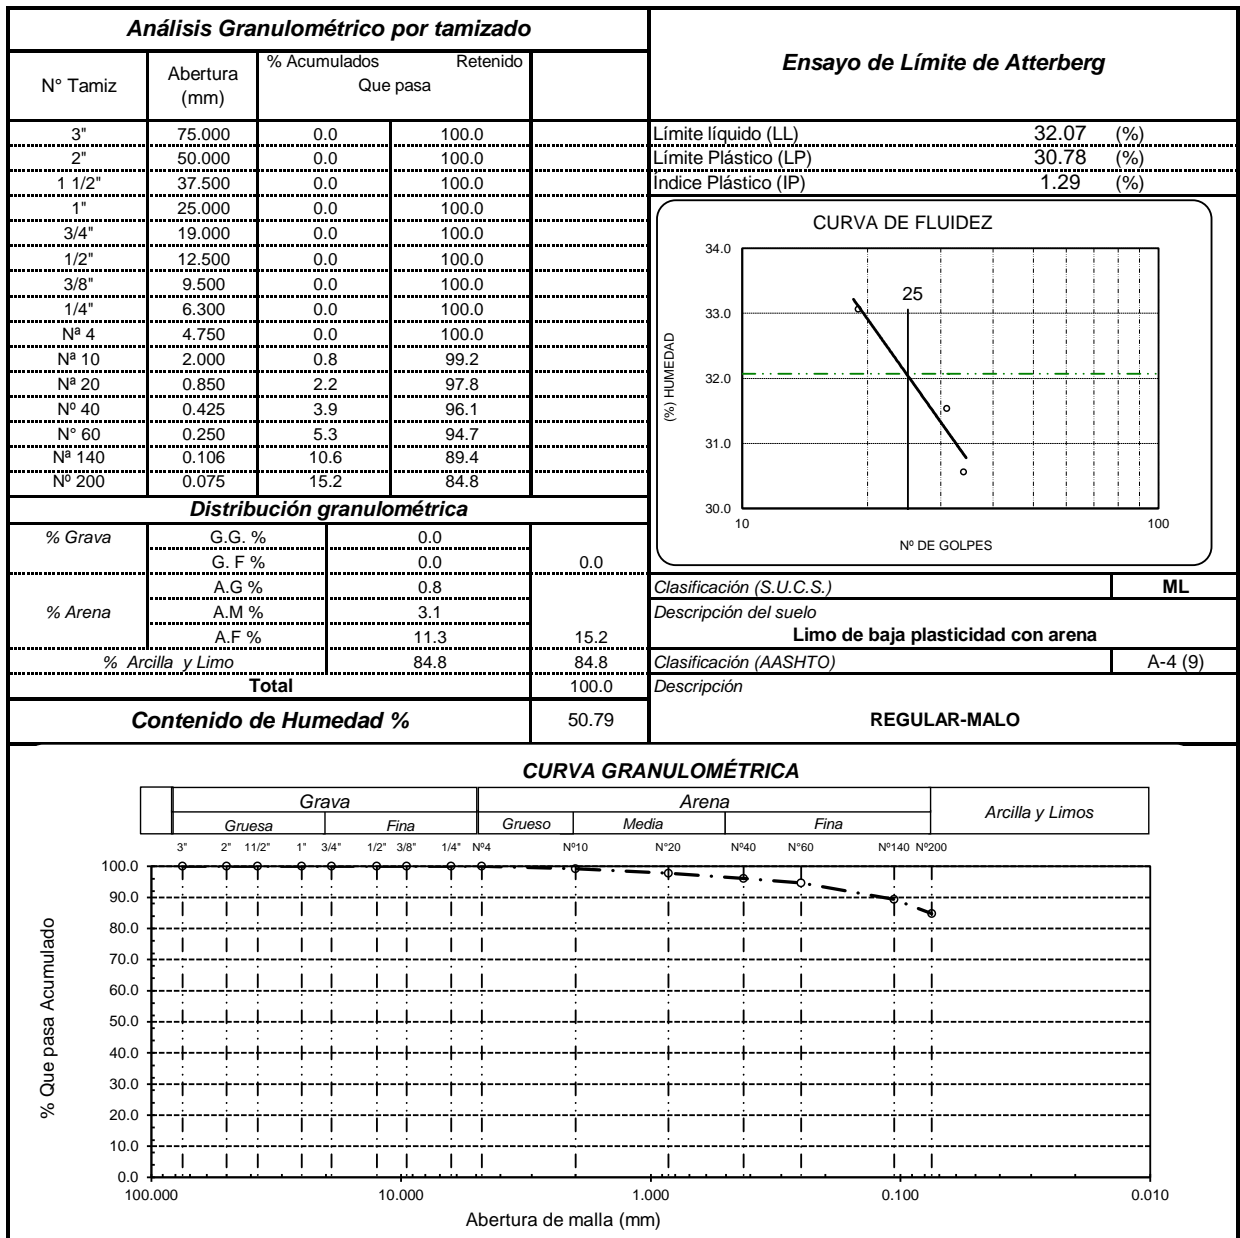 Análisis Granulométrico por tamizado
N° Tamiz Abertura (mm) % Acumulados Retenido Que pasa
3" 75.000 0.0 100.0
2" 50.000 0.0 100.0
1 1/2" 37.500 0.0 100.0
1" 25.000 0.0 100.0
3/4" 19.000 0.0 100.0
1/2" 12.500 0.0 100.0
3/8" 9.500 0.0 100.0
1/4" 6.300 0.0 100.0
Nª 4 4.750 0.0 100.0
Nª 10 2.000 0.8 99.2
Nª 20 0.850 2.2 97.8
Nº 40 0.425 3.9 96.1
N° 60 0.250 5.3 94.7
Nª 140 0.106 10.6 89.4
Nº 200 0.075 15.2 84.8
Distribución granulométrica
% Grava G.G. % 0.0
G. F % 0.0 0.0
A.G % 0.8
% Arena A.M % 3.1
A.F % 11.3 15.2
% Arcilla y Limo 84.8 84.8
Total 100.0
Contenido de Humedad % 50.79
Ensayo de Límite de Atterberg
Límite líquido (LL) 32.07 (%)
Límite Plástico (LP) 30.78 (%)
Índice Plástico (IP) 1.29 (%)
CURVA DE FLUIDEZ
34.0
33.0
32.0
31.0
30.0
25
(%) HUMEDAD
10 100
Nº DE GOLPES
Clasificación (S.U.C.S.) ML
Descripción del suelo
Limo de baja plasticidad con arena
Clasificación (AASHTO) A-4 (9)
Descripción
REGULAR-MALO
CURVA GRANULOMÉTRICA
Grava Arena Arcilla y Limos
Gruesa Fina Grueso Media Fina
3" 2" 11/2" 1" 3/4" 1/2" 3/8" 1/4" Nº4 Nº10 N°20 N°40 N°60 Nº140 Nº200
100.0
90.0
80.0
70.0
60.0
50.0
40.0
30.0
20.0
10.0
0.0
% Que pasa Acumulado
100.000 10.000 1.000 0.100 0.010
Abertura de malla (mm)